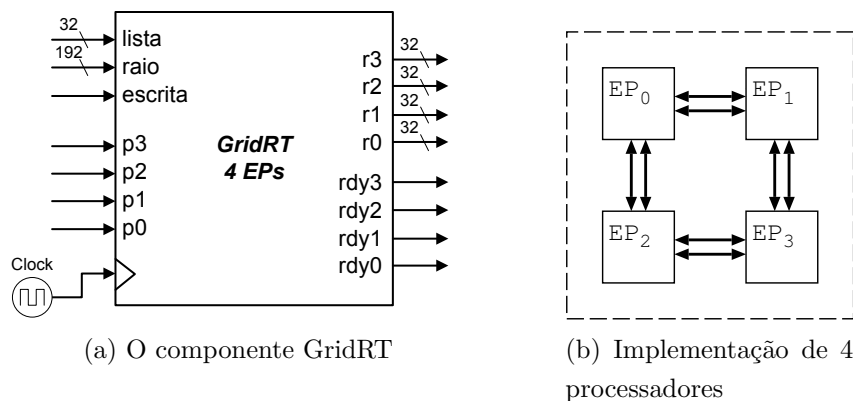 32
lista
192
raio
escrita
p3
p2
p1
p0
Clock
GridRT
4 EPs
r3
32
r2
32
r1
32
r0
32
rdy3
rdy2
rdy1
rdy0
(a) O componente GridRT
EP0
EP1
EP2
EP3
(b) Implementação de 4
processadores